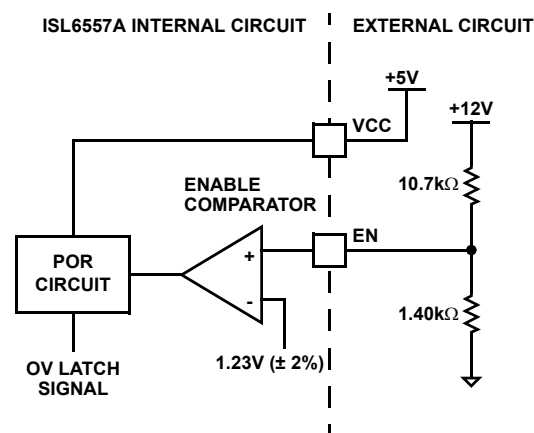 ISL6557A INTERNAL CIRCUIT
EXTERNAL CIRCUIT
+5V
+12V
VCC
10.7kΩ
ENABLE
COMPARATOR
EN
+
-
POR
CIRCUIT
1.40kΩ
1.23V (± 2%)
OV LATCH
SIGNAL